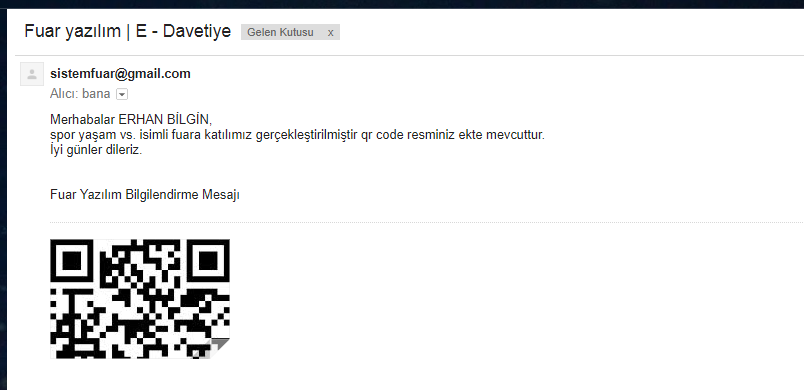 Fuar yazılım | E - Davetiye Gelen Kutusu x
sistemfuar@gmail.com
Alıcı: bana
Merhabalar ERHAN BİLGİN,
spor yaşam vs. isimli fuara katılımız gerçekleştirilmiştir qr code resminiz ekte mevcuttur.
İyi günler dileriz.
Fuar Yazılım Bilgilendirme Mesajı